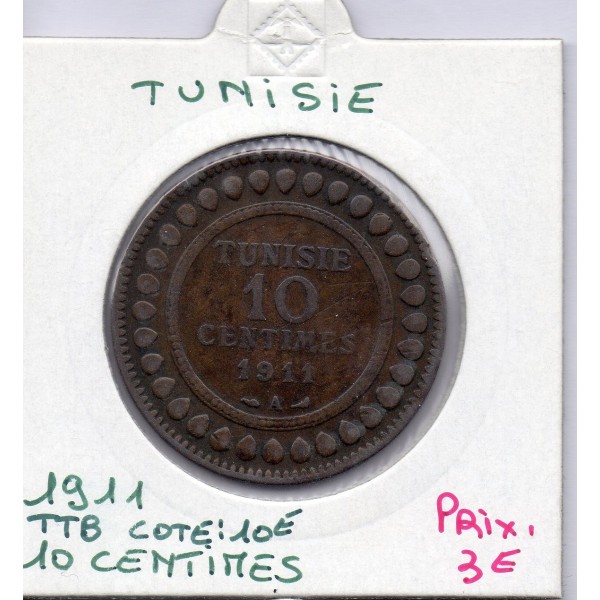 TUNiSiE
TUNISIE
10
CENTIMES
1911
A
1911
TTB COTE: 10€
10 CENTIMES
PRix.
3€